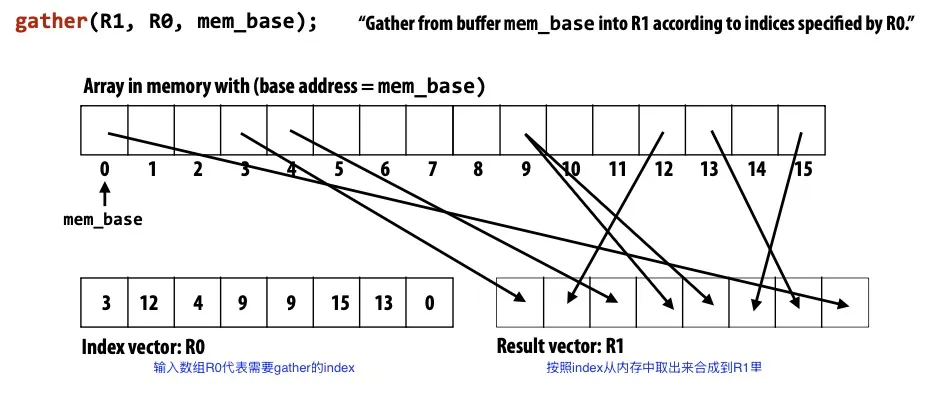 gather(R1, R0, mem_base); “Gather from buffer mem_base into R1 according to indices specified by R0.”
Array in memory with (base address = mem_base)
0 1 2 3 4 5 6 7 8 9 10 11 12 13 14 15
mem_base
3 12 4 9 9 15 13 0
Index vector: R0 Result vector: R1
输入数组R0代表需要gather的index 按照index从内存中取出来合成到R1里